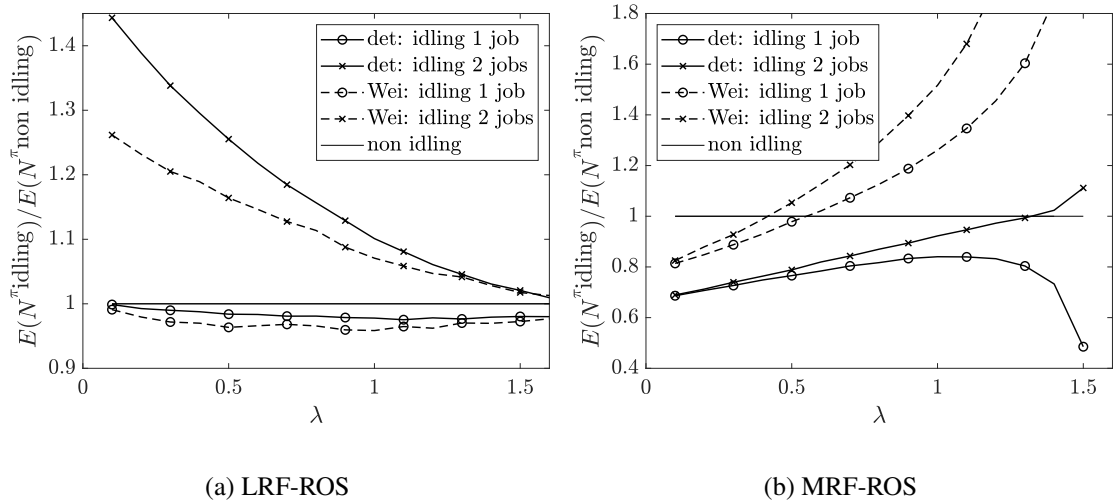 1.4
1.3
1.2
1.1
1
0.9
0
0.5
1
1.5
λ
E(N^π idling)/E(N^π non idling)
det: idling 1 job
det: idling 2 jobs
Wei: idling 1 job
Wei: idling 2 jobs
non idling
(a) LRF-ROS
1.8
1.6
1.4
1.2
1
0.8
0.6
0.4
0
0.5
1
1.5
λ
E(N^π idling)/E(N^π non idling)
det: idling 1 job
det: idling 2 jobs
Wei: idling 1 job
Wei: idling 2 jobs
non idling
(b) MRF-ROS